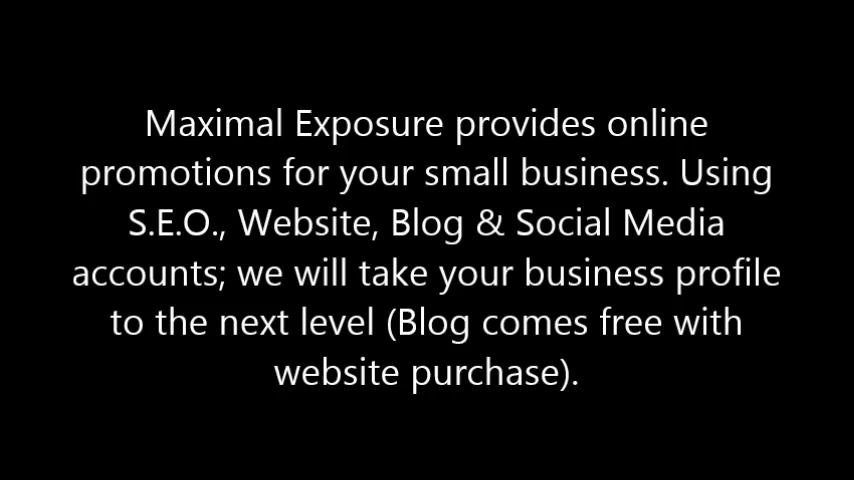 Maximal Exposure provides online
promotions for your small business. Using
S.E.O., Website, Blog & Social Media
accounts; we will take your business profile
to the next level (Blog comes free with
website purchase).